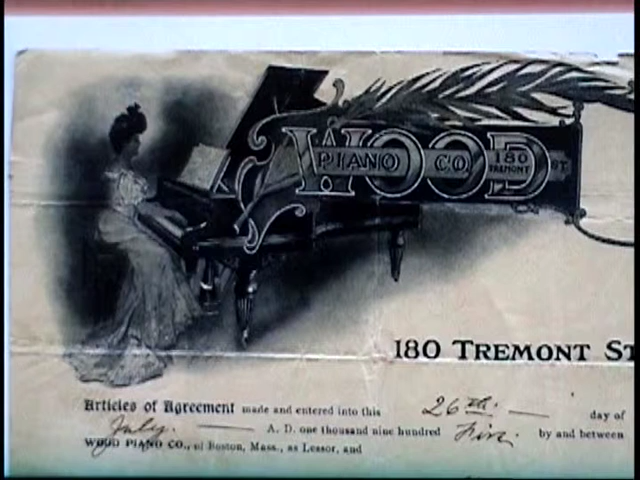 WOOD
PIANO CO. 180 TREMONT ST.
180 TREMONT ST
Articles of Agreement made and entered into this 26th. day of
July. A. D. one thousand nine hundred Five. by and between
WOOD PIANO CO., of Boston, Mass., as Lessor, and